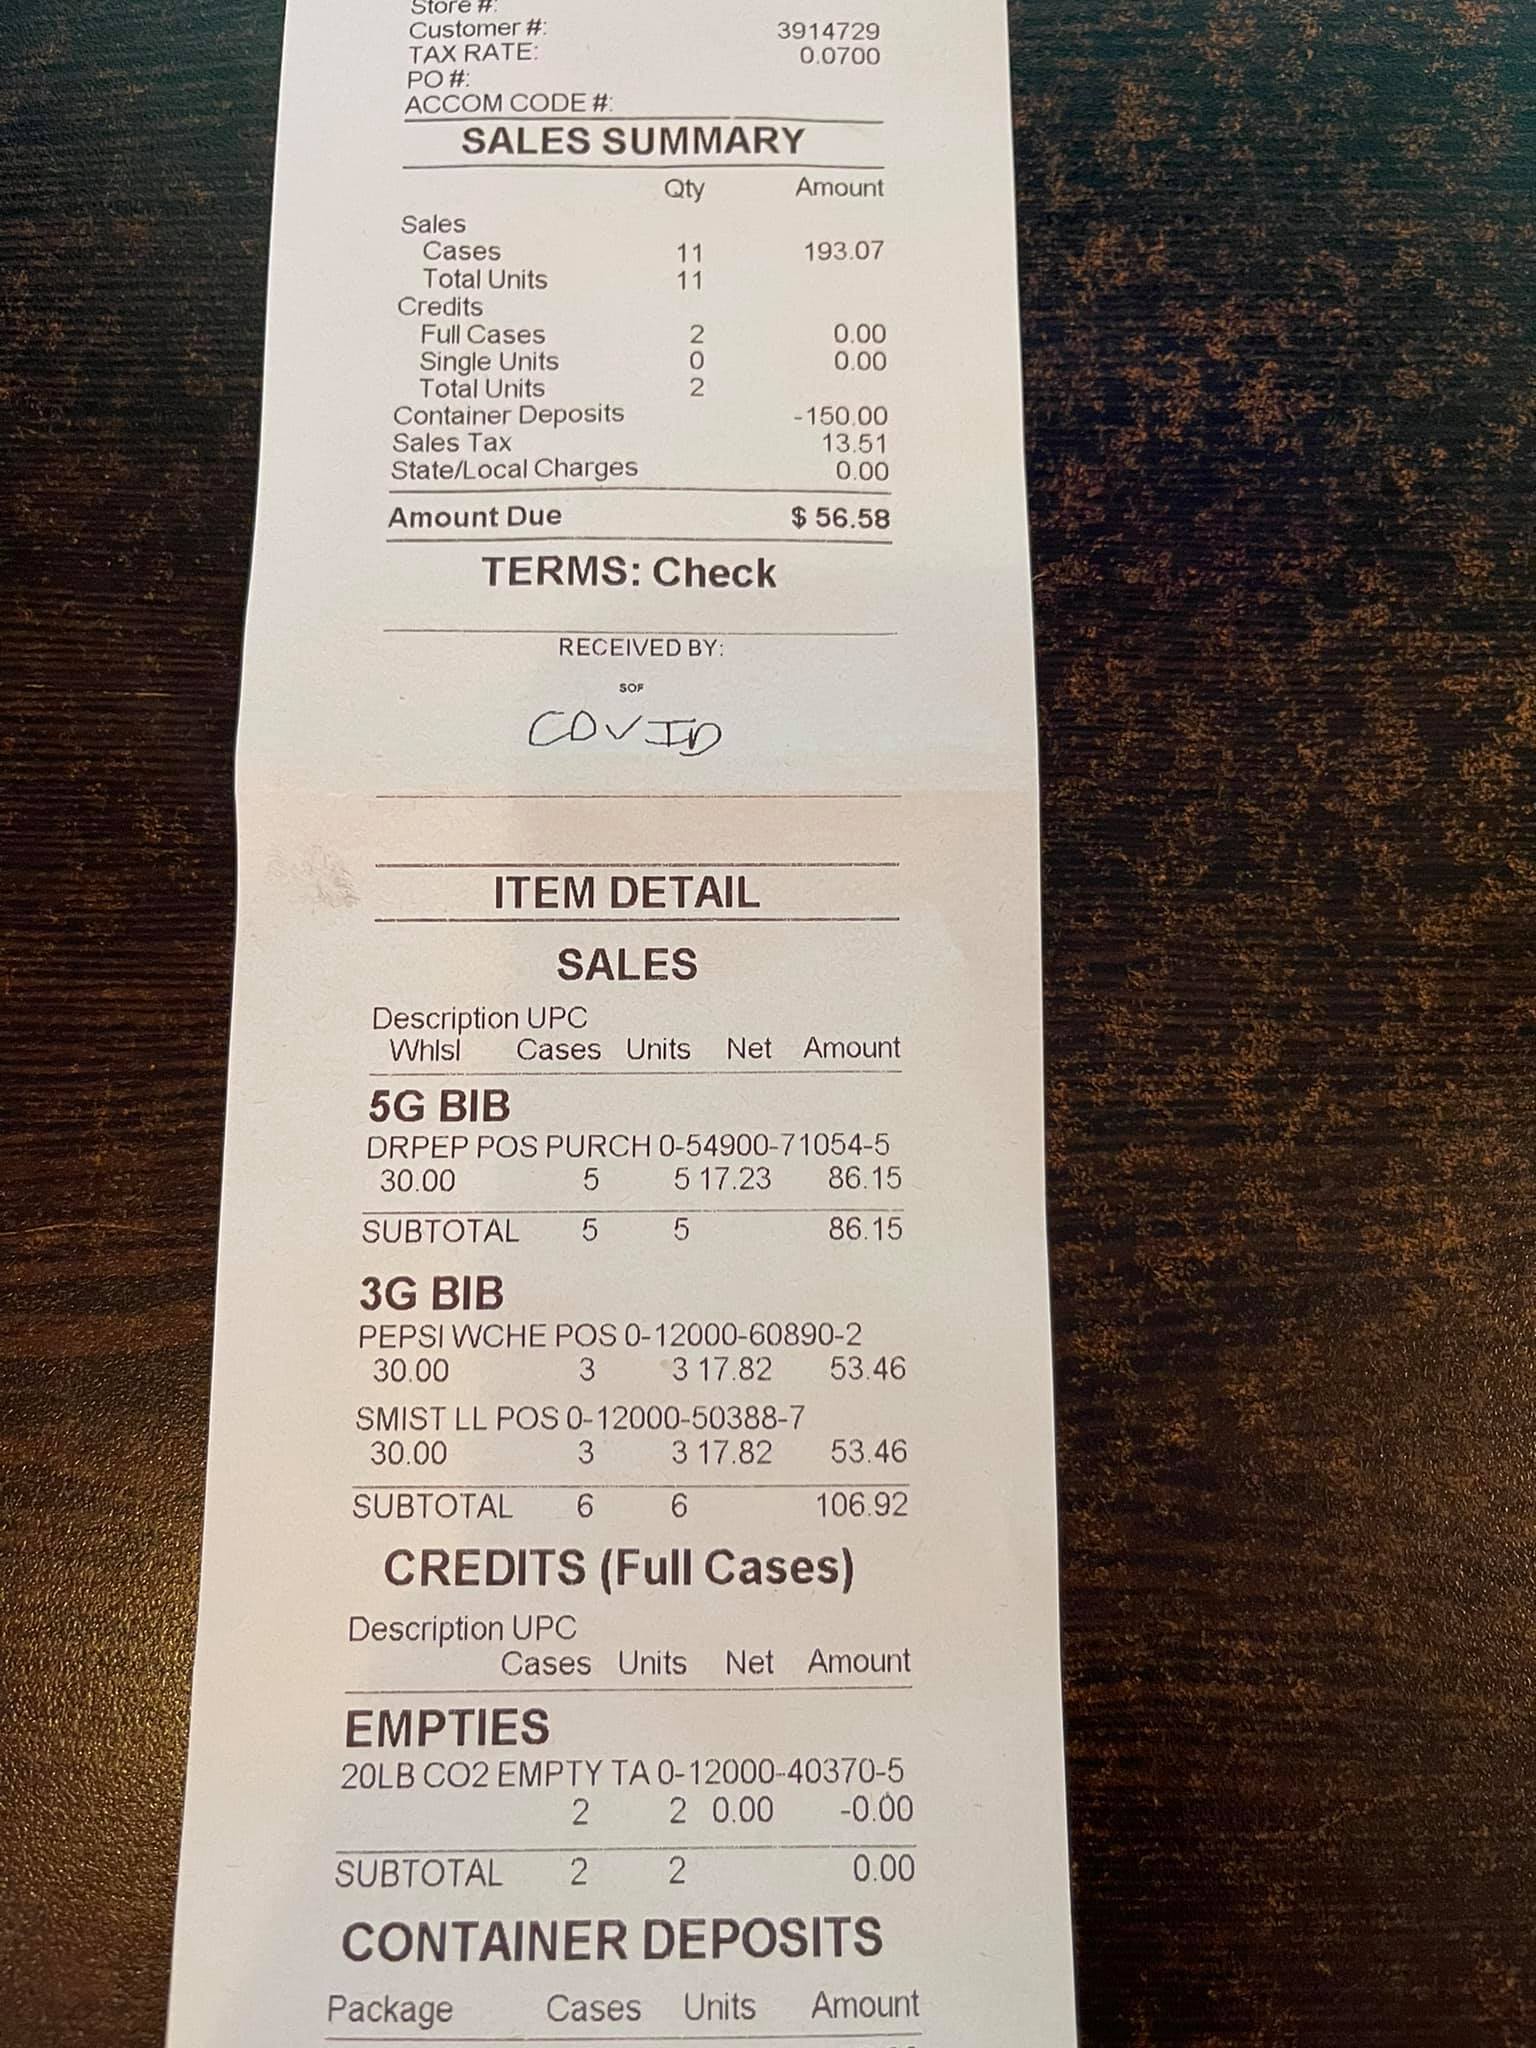 Store #:
Customer #: 3914729
TAX RATE: 0.0700
PO #:
ACCOM CODE #:
SALES SUMMARY
Qty Amount
Sales
Cases 11 193.07
Total Units 11
Credits
Full Cases 2 0.00
Single Units 0 0.00
Total Units 2
Container Deposits -150.00
Sales Tax 13.51
State/Local Charges 0.00
Amount Due $ 56.58
TERMS: Check
RECEIVED BY:
SOF
COVID
ITEM DETAIL
SALES
Description UPC
Whlsl Cases Units Net Amount
5G BIB
DRPEP POS PURCH 0-54900-71054-5
30.00 5 5 17.23 86.15
SUBTOTAL 5 5 86.15
3G BIB
PEPSI WCHE POS 0-12000-60890-2
30.00 3 3 17.82 53.46
SMIST LL POS 0-12000-50388-7
30.00 3 3 17.82 53.46
SUBTOTAL 6 6 106.92
CREDITS (Full Cases)
Description UPC
Cases Units Net Amount
EMPTIES
20LB CO2 EMPTY TA 0-12000-40370-5
2 2 0.00 -0.00
SUBTOTAL 2 2 0.00
CONTAINER DEPOSITS
Package Cases Units Amount